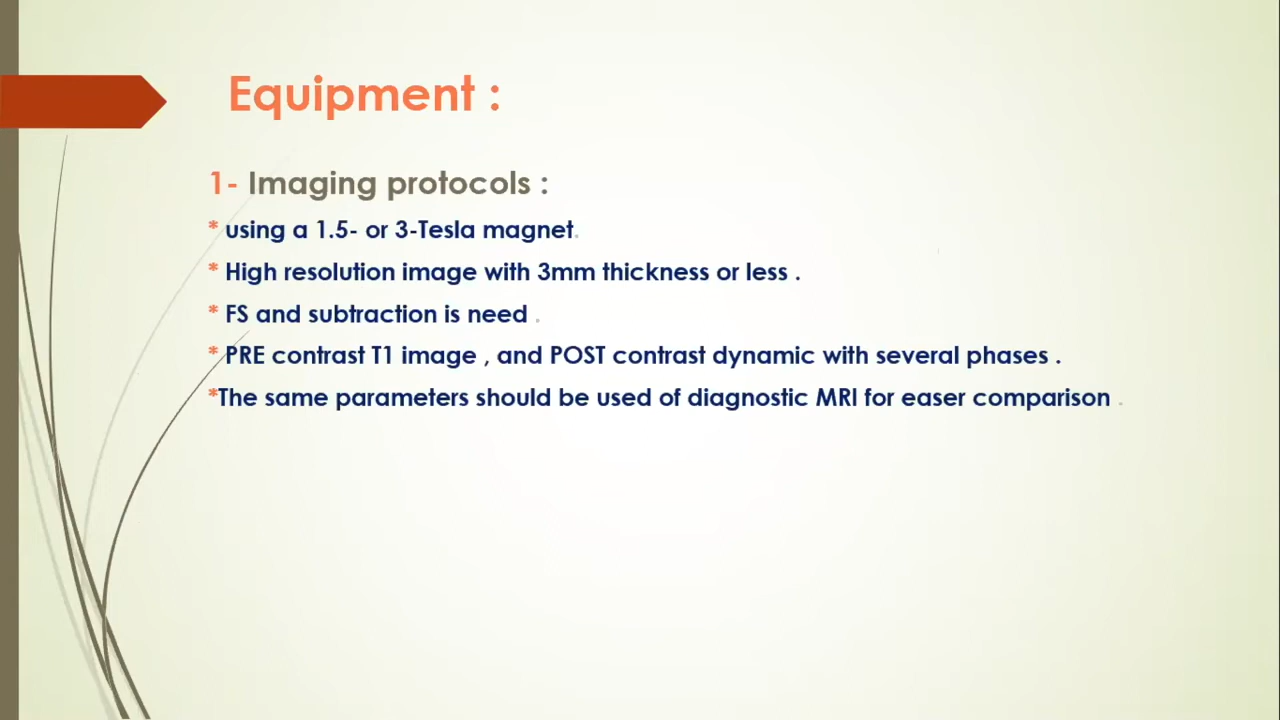 Equipment :
1- Imaging protocols :
* using a 1.5- or 3-Tesla magnet.
* High resolution image with 3mm thickness or less .
* FS and subtraction is need .
* PRE contrast T1 image , and POST contrast dynamic with several phases .
*The same parameters should be used of diagnostic MRI for easer comparison .